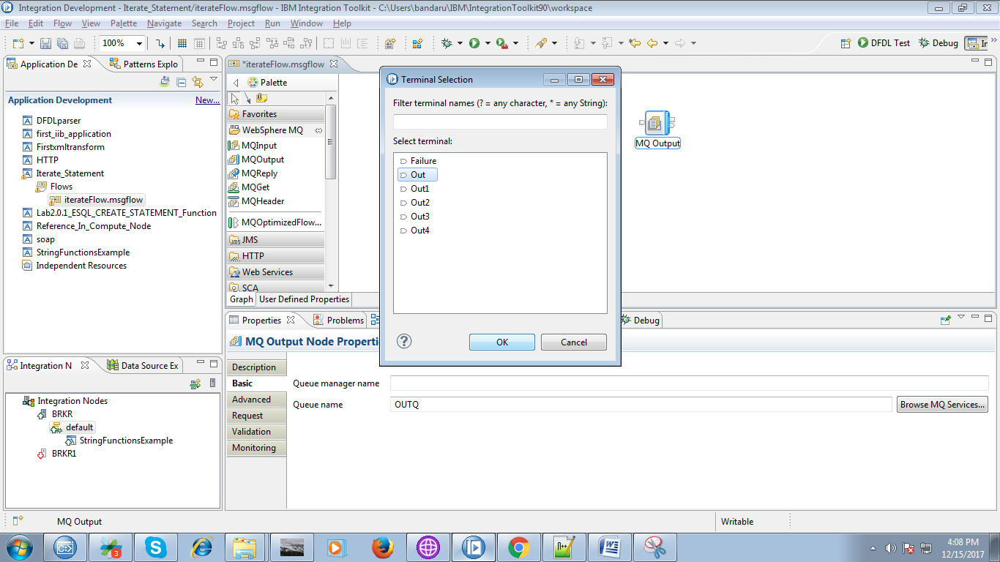 Integration Development - Iterate_Statement/iterateFlow.msgflow - IBM Integration Toolkit - C:\Users\bandaru\IBM\IntegrationToolkit90\workspace
File Edit Flow View Palette Navigate Search Project Run Window Help
100% DFDL Test Debug
Application De Patterns Explo
Application Development New...
DFDLparser
first_iib_application
Firstxmltransform
HTTP
Iterate_Statement
Flows
iterateFlow.msgflow
Lab2.0.1_ESQL_CREATE_STATEMENT_Function
Reference_In_Compute_Node
soap
StringFunctionsExample
Independent Resources
*iterateFlow.msgflow
Palette
Favorites
WebSphere MQ
MQInput
MQOutput
MQReply
MQGet
MQHeader
MQOptimizedFlow...
JMS
HTTP
Web Services
SCA
Graph User Defined Properties
MQ Output
Terminal Selection
Filter terminal names (? = any character, * = any String):
Select terminal:
Failure
Out
Out1
Out2
Out3
Out4
OK Cancel
Integration N Data Source Ex
Integration Nodes
BRKR
default
StringFunctionsExample
BRKR1
Properties Problems Debug
MQ Output Node Properti
Description
Basic
Advanced
Request
Validation
Monitoring
Queue manager name
Queue name OUTQ Browse MQ Services...
MQ Output Writable
3
4:08 PM
12/15/2017